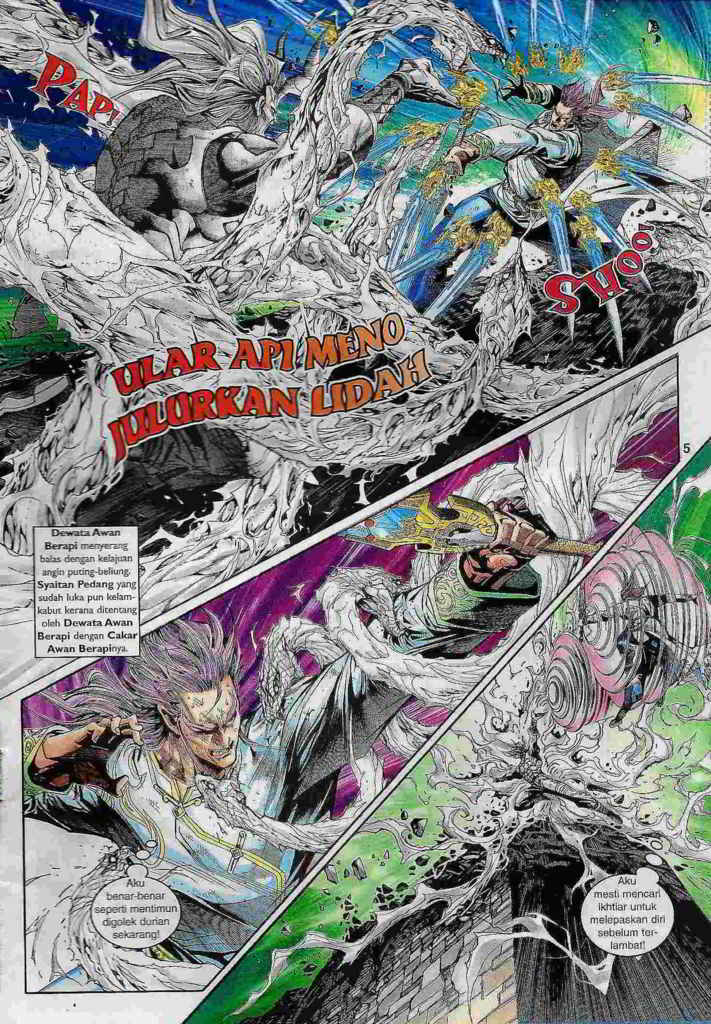 PAP!
SHOO!
ULAR API MENO
JULURKAN LIDAH
5
Dewata Awan
Berapi menyerang
balas dengan kelajuan
angin puting-beliung.
Syaitan Pedang yang
sudah luka pun kelam-
kabut kerana ditentang
oleh Dewata Awan
Berapi dengan Cakar
Awan Berapinya.
Aku
benar-benar
seperti mentimun
digolek durian
sekarang!
Aku
mesti mencari
ikhtiar untuk
melepaskan diri
sebelum ter-
lambat!